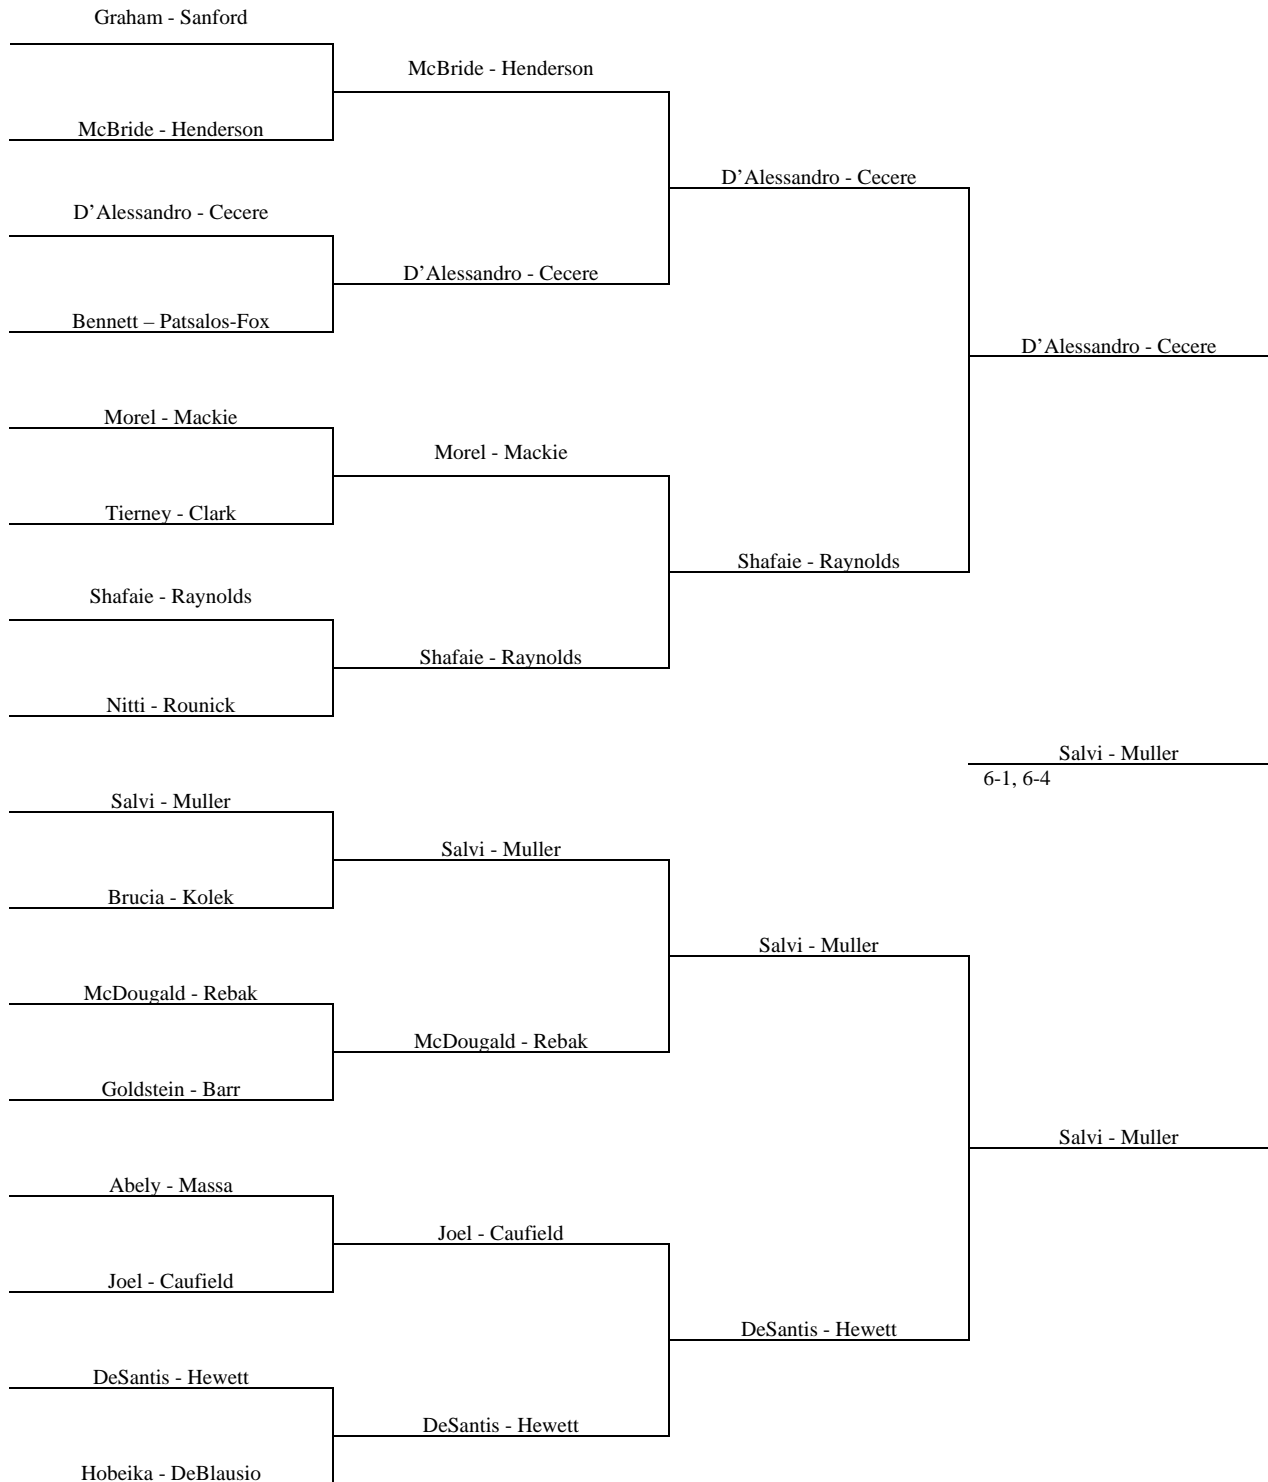 Graham - Sanford
McBride - Henderson
D’Alessandro - Cecere
Bennett – Patsalos-Fox
Morel - Mackie
Tierney - Clark
Shafaie - Raynolds
Nitti - Rounick
Salvi - Muller
Brucia - Kolek
McDougald - Rebak
Goldstein - Barr
Abely - Massa
Joel - Caufield
DeSantis - Hewett
Hobeika - DeBlausio
McBride - Henderson
D’Alessandro - Cecere
Morel - Mackie
Shafaie - Raynolds
Salvi - Muller
McDougald - Rebak
Joel - Caufield
DeSantis - Hewett
D’Alessandro - Cecere
Shafaie - Raynolds
Salvi - Muller
DeSantis - Hewett
D’Alessandro - Cecere
Salvi - Muller
6-1, 6-4
Salvi - Muller